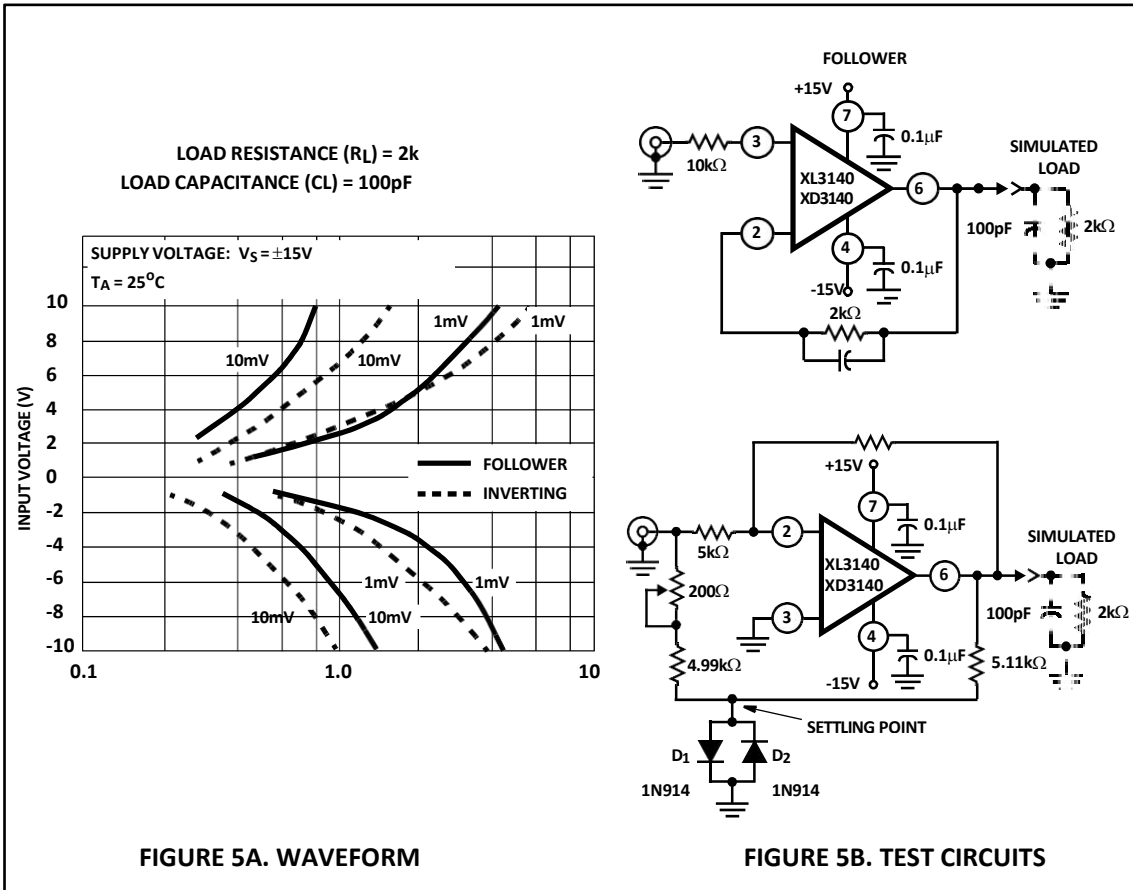 LOAD RESISTANCE (RL) = 2k
LOAD CAPACITANCE (CL) = 100pF
SUPPLY VOLTAGE: VS = ±15V
TA = 25°C
INPUT VOLTAGE (V)
10
8
6
4
2
0
-2
-4
-6
-8
-10
0.1
1.0
10
10mV
10mV
1mV
1mV
FOLLOWER
INVERTING
1mV
1mV
10mV
10mV
FIGURE 5A. WAVEFORM
FOLLOWER
+15V
7
0.1µF
3
10kΩ
XL3140
XD3140
6
2
4
0.1µF
-15V
2kΩ
SIMULATED
LOAD
100pF
2kΩ
+15V
7
0.1µF
2
5kΩ
200Ω
XL3140
XD3140
6
3
4
0.1µF
4.99kΩ
-15V
5.11kΩ
SIMULATED
LOAD
100pF
2kΩ
SETTLING POINT
D1
D2
1N914
1N914
FIGURE 5B. TEST CIRCUITS